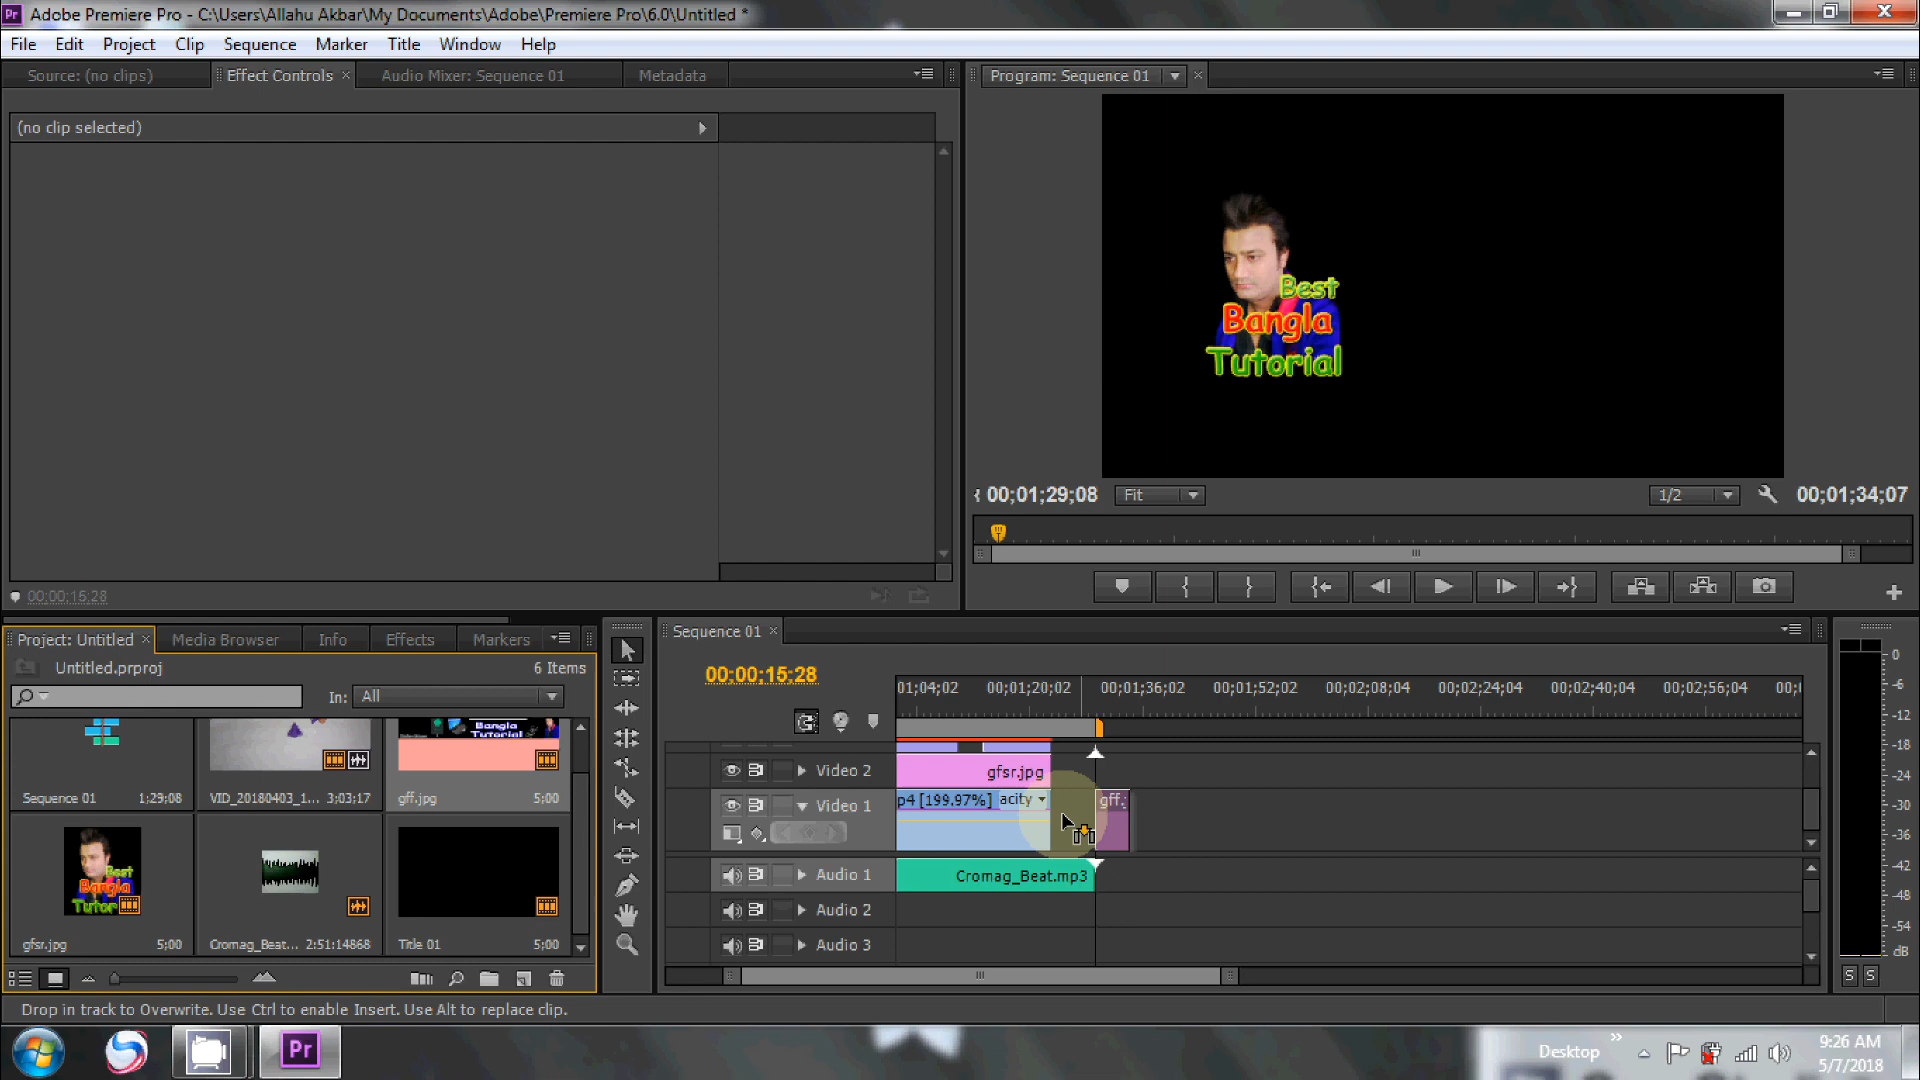 Pr Adobe Premiere Pro - C:\Users\Allahu Akbar\My Documents\Adobe\Premiere Pro\6.0\Untitled *
File Edit Project Clip Sequence Marker Title Window Help
Source: (no clips) Effect Controls Audio Mixer: Sequence 01 Metadata
Program: Sequence 01
(no clip selected)
Best
Bangla
Tutorial
00;01;29;08 Fit 1/2 00;01;34;07
00;00;15;28
Project: Untitled Media Browser Info Effects Markers
Untitled.prproj 6 Items
In: All
Sequence 01 1;29;08
VID_20180403_1... 3;03;17
Bangla
Tutorial
gff.jpg 5;00
Best
Bangla
Tutor
gfsr.jpg 5;00
Cromag_Beat... 2:51:14868
Title 01 5;00
Drop in track to Overwrite. Use Ctrl to enable Insert. Use Alt to replace clip.
Sequence 01
00:00:15:28
01;04;02 00;01;20;02 00;01;36;02 00;01;52;02 00;02;08;04 00;02;24;04 00;02;40;04 00;02;56;04 00;
Video 2 gfsr.jpg
Video 1 p4 [199.97%] acity gff.
Audio 1 Cromag_Beat.mp3
Audio 2
Audio 3
0
-6
-12
-18
-24
-30
-36
-42
-48
-54
dB
S S
Pr
Desktop
9:26 AM
5/7/2018